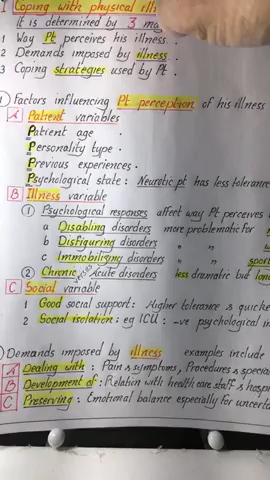 I Coping with physical ill
It is determined by 3 ma
1 Way Pt perceives his illness.
2 Demands imposed by illness.
3 Coping strategies used by Pt.
Factors influencing Pt perception of his illness
A Patient variables
Patient age.
Personality type.
Previous experiences.
Psychological state: Neurotic pt has less tolerance
B Illness variable
① Psychological responses affect way Pt perceives
a Disabling disorders more problematic for
b Disfiguring disorders " "
c Immobilizing disorders " " sport
② Chronic Acute disorders less dramatic but lon
C Social variable
1 Good social support: Higher tolerance & quicke
2 Social isolation: eg ICU: -ve psychological i
Demands imposed by illness examples include
A Dealing with: Pain & symptoms, Procedures & specia
B Development of: Relation with health care staff & hosp
C Preserving: Emotional balance especially for uncerta